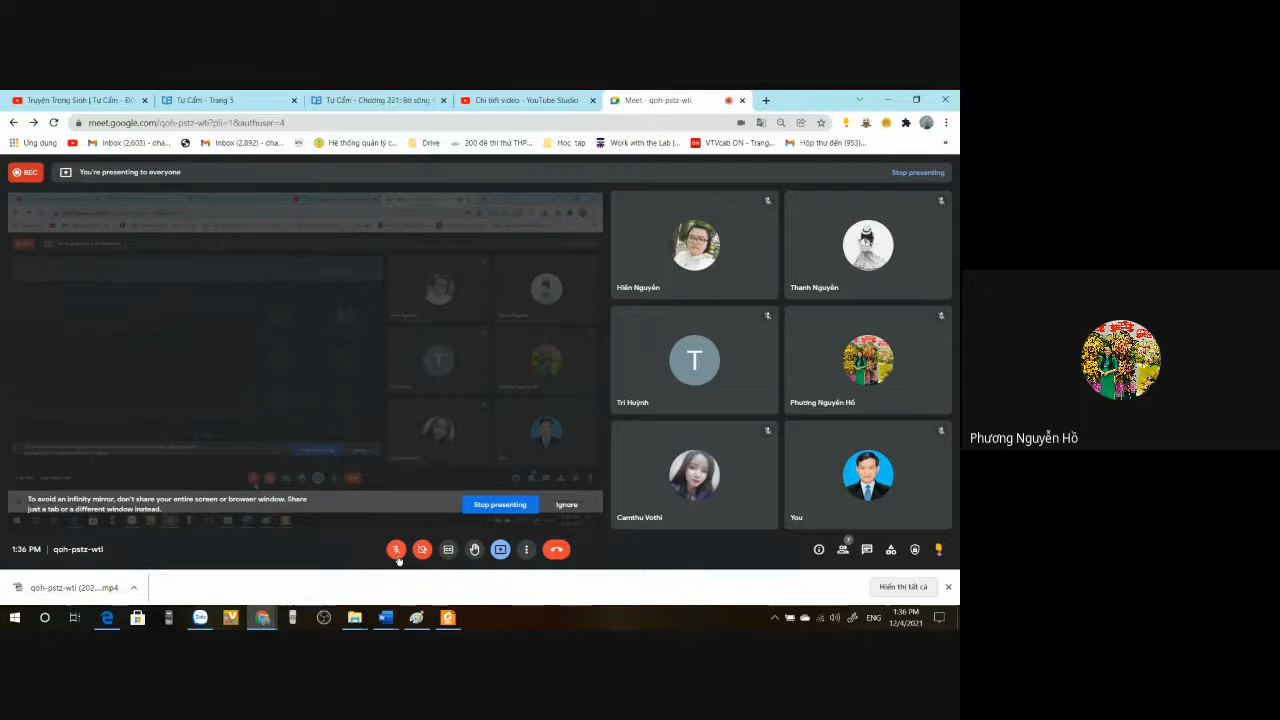 Truyện Trọng Sinh | Tự Cẩm - Đô
Tự Cẩm - Trang 5
Tự Cẩm - Chương 221: Bờ sông
Chi tiết video - YouTube Studio
Meet - qoh-pstz-wti
meet.google.com/qoh-pstz-wti?pli=1&authuser=4
Ứng dụng
Inbox (2,603) - dha...
Inbox (2,892) - dha...
Hệ thống quản lý c...
Drive
200 đề thi thử THP...
Học tập
Work with the Lab |...
VTVcab ON - Trang...
Hộp thư đến (953)...
REC
You're presenting to everyone
Stop presenting
Hiền Nguyễn
Thanh Nguyễn
Trí Huỳnh
T
Phương Nguyễn Hồ
Camthu Vothi
You
To avoid an infinity mirror, don't share your entire screen or browser window. Share
just a tab or a different window instead.
Stop presenting
Ignore
1:36 PM | qoh-pstz-wti
7
qoh-pstz-wti (202....mp4
Hiển thị tất cả
Zalo
ENG
1:36 PM
12/4/2021
Phương Nguyễn Hồ